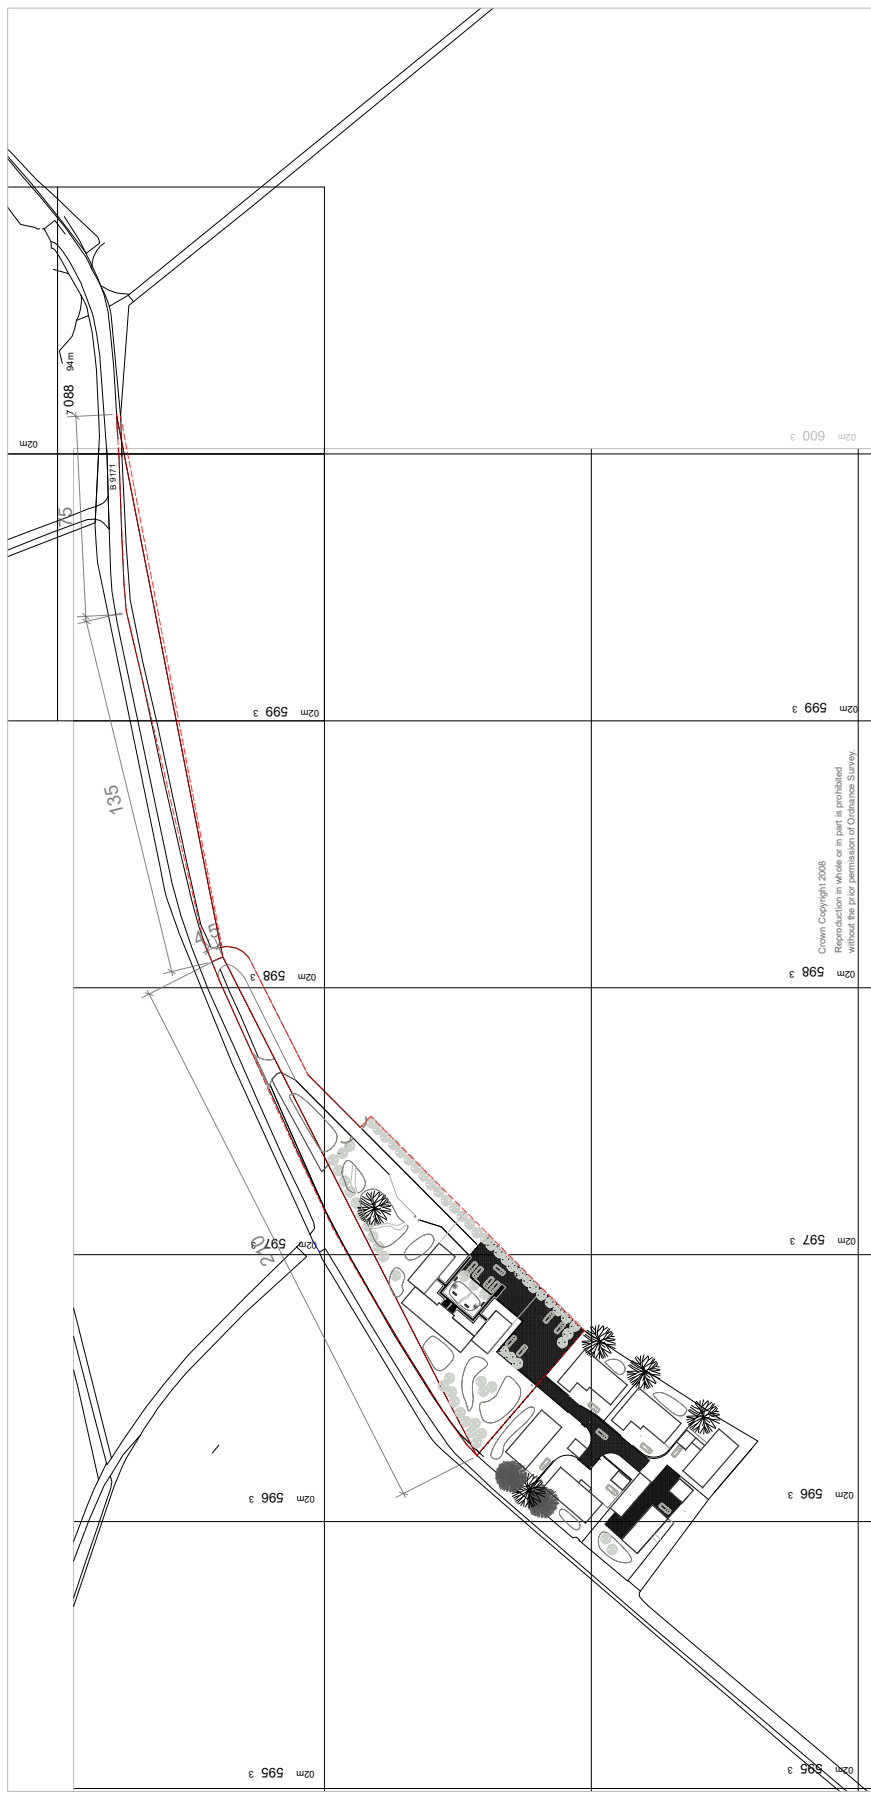 7 088 94m
02m
02m 600 3
B 9171
75
02m 599 3
02m 599 3
135
Crown Copyright 2008
Reproduction in whole or in part is prohibited
without the prior permission of Ordnance Survey.
4.5
02m 598 3
02m 598 3
02m 597 3
02m 597 3
210
02m 596 3
02m 596 3
02m 595 3
02m 595 3